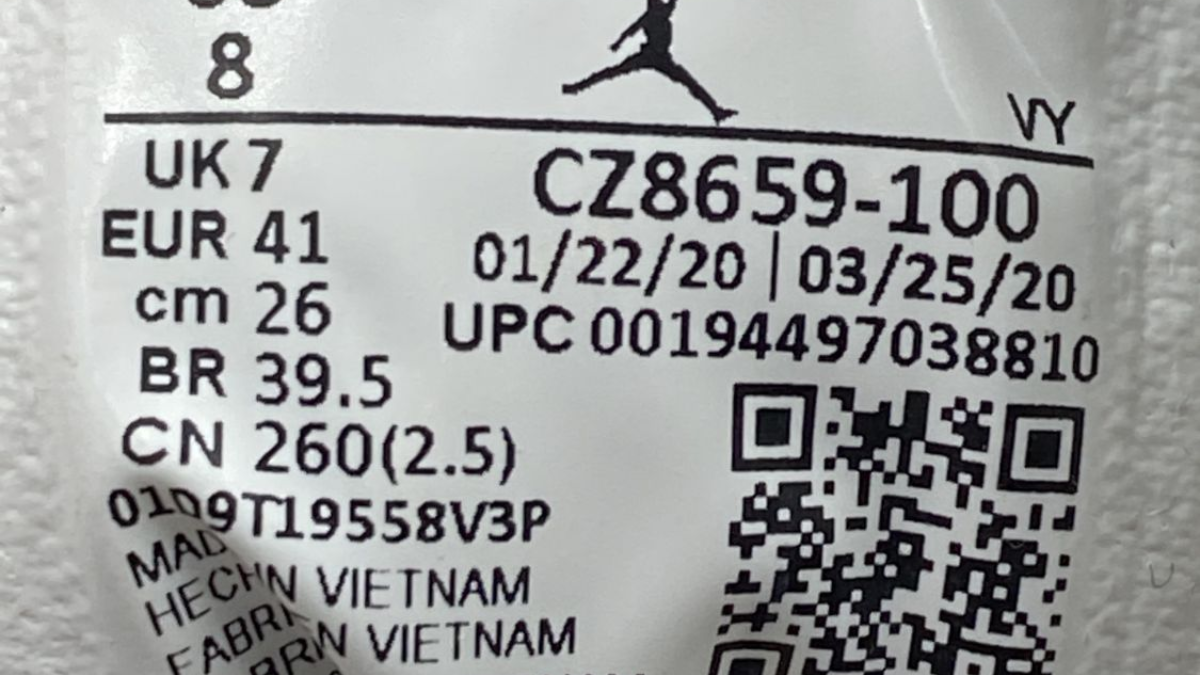 8
VY
UK 7
EUR 41
cm 26
BR 39.5
CN 260(2.5)
CZ8659-100
01/22/20 | 03/25/20
UPC 00194497038810
9T19558V3P
VIETNAM
VIETNAM